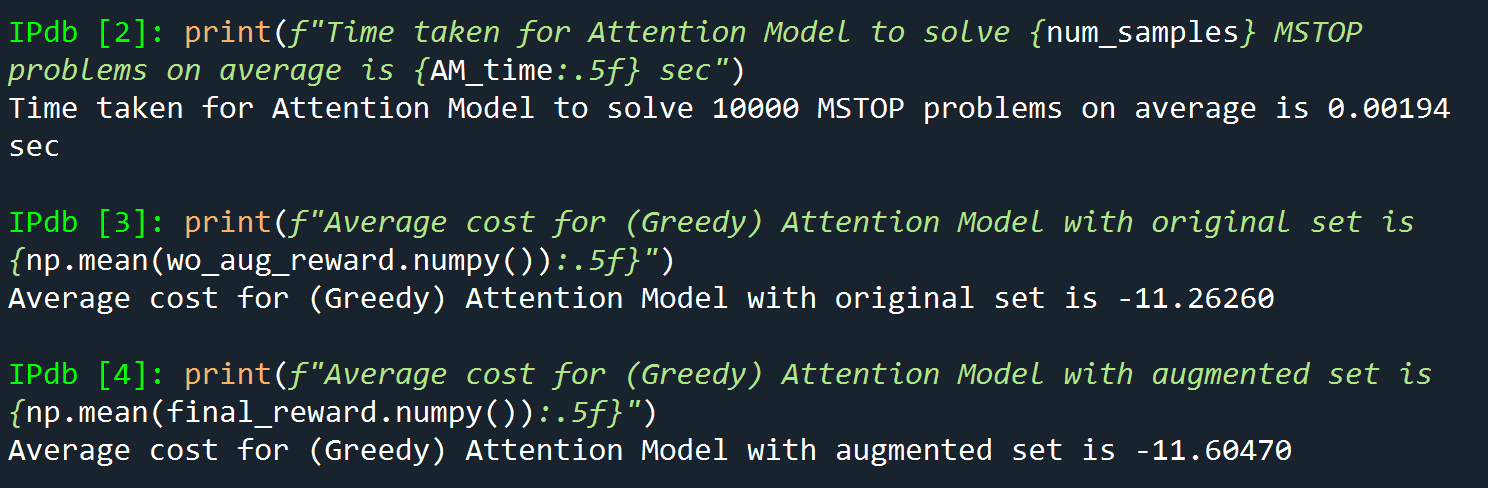 IPdb [2]: print(f"Time taken for Attention Model to solve {num_samples} MSTOP
problems on average is {AM_time:.5f} sec")
Time taken for Attention Model to solve 10000 MSTOP problems on average is 0.00194
sec
IPdb [3]: print(f"Average cost for (Greedy) Attention Model with original set is
{np.mean(wo_aug_reward.numpy()):.5f}")
Average cost for (Greedy) Attention Model with original set is -11.26260
IPdb [4]: print(f"Average cost for (Greedy) Attention Model with augmented set is
{np.mean(final_reward.numpy()):.5f}")
Average cost for (Greedy) Attention Model with augmented set is -11.60470